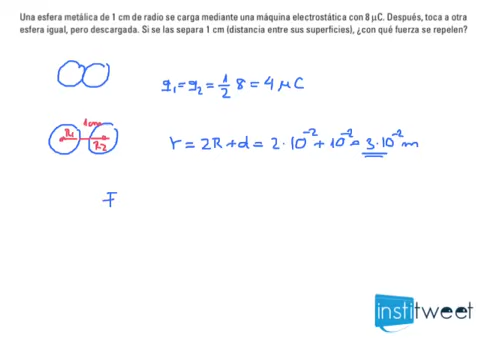 Una esfera metálica de 1 cm de radio se carga mediante una máquina electrostática con 8 µC. Después, toca a otra
esfera igual, pero descargada. Si se las separa 1 cm (distancia entre sus superficies), ¿con qué fuerza se repelen?
q₁ = q₂ = 1/2 8 = 4 µC
1cm
R₁
R₂
r = 2R + d = 2·10⁻² + 10⁻² = 3·10⁻² m
F
institweet